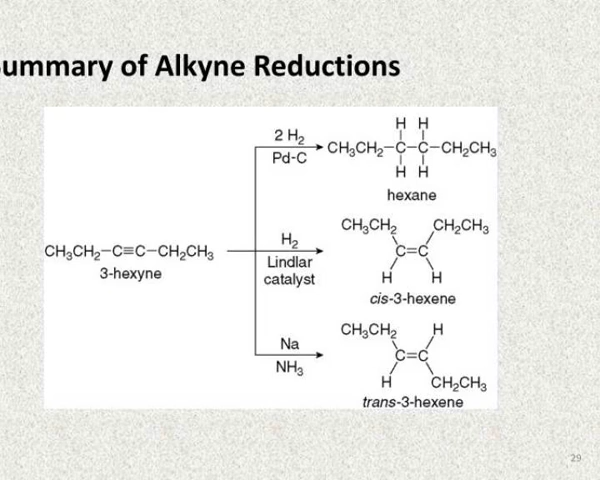 ummary of Alkyne Reductions
H H
2 H₂
Pd-C
CH₃CH₂-C-C-CH₂CH₃
H H
hexane
CH₃CH₂-C≡C-CH₂CH₃
3-hexyne
H₂
Lindlar
catalyst
CH₃CH₂ CH₂CH₃
C=C
H H
cis-3-hexene
Na
NH₃
CH₃CH₂ H
C=C
H CH₂CH₃
trans-3-hexene
29